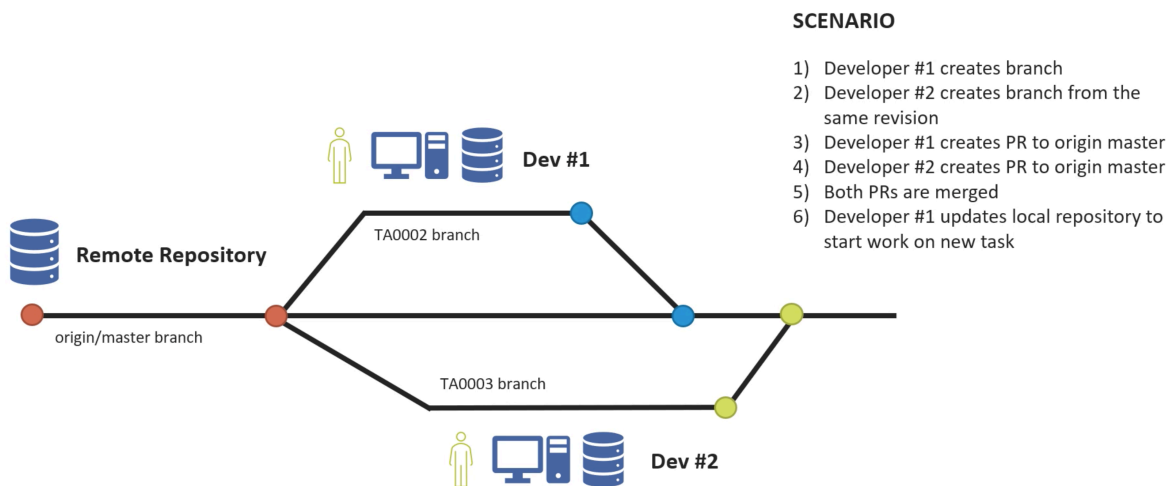 SCENARIO
1) Developer #1 creates branch
2) Developer #2 creates branch from the
same revision
3) Developer #1 creates PR to origin master
4) Developer #2 creates PR to origin master
5) Both PRs are merged
6) Developer #1 updates local repository to
start work on new task
Dev #1
TA0002 branch
Remote Repository
origin/master branch
TA0003 branch
Dev #2